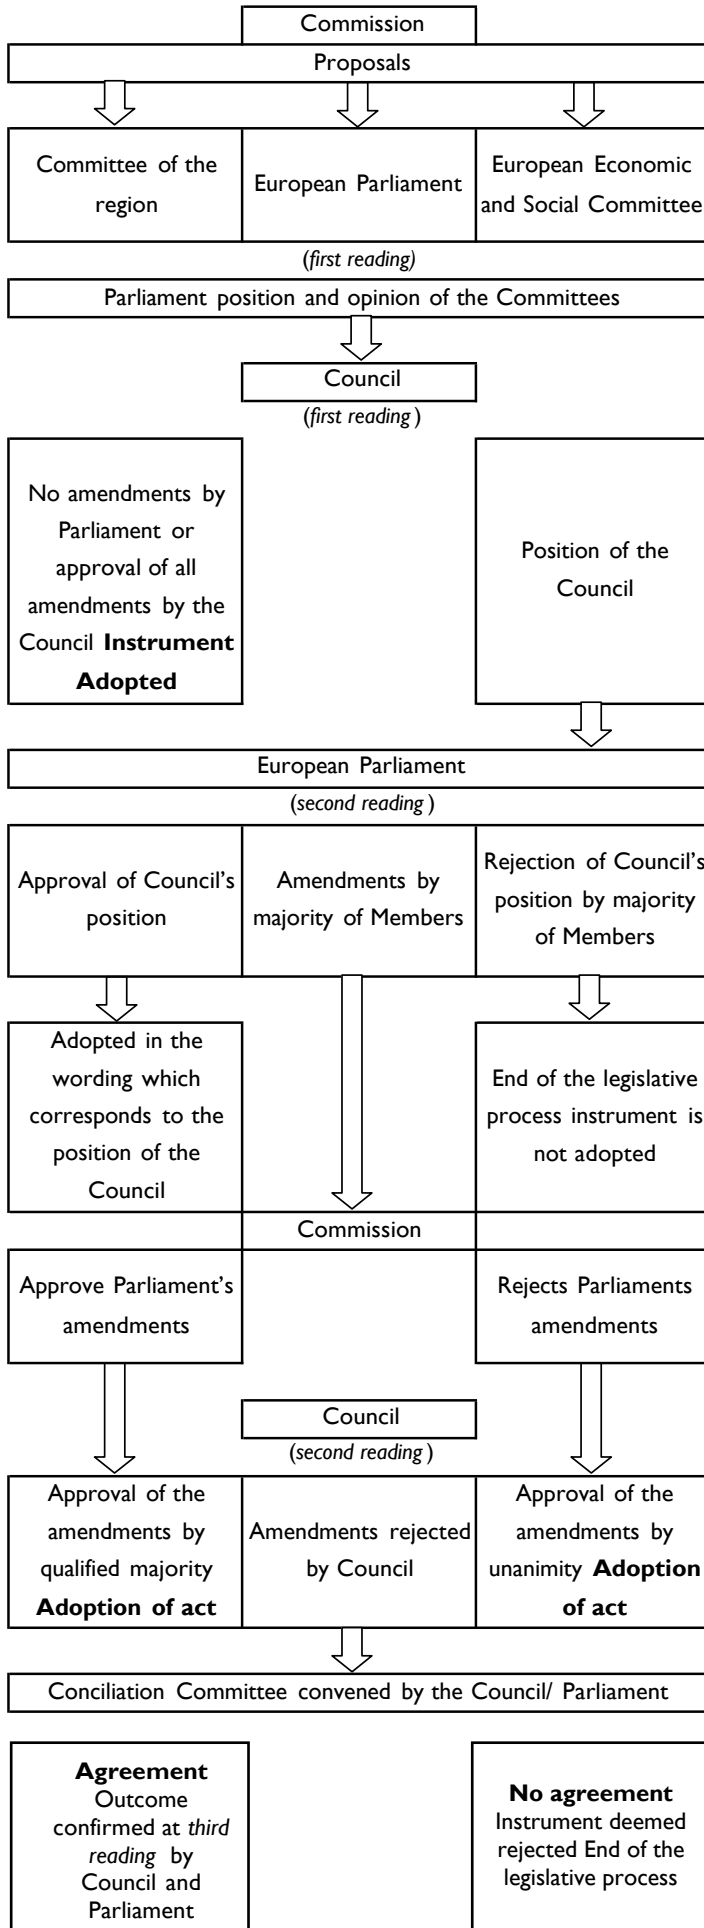 Commission
Proposals
Committee of the
region
European Parliament
European Economic
and Social Committee
(first reading)
Parliament position and opinion of the Committees
Council
(first reading )
No amendments by
Parliament or
approval of all
amendments by the
Council Instrument
Adopted
Position of the
Council
European Parliament
(second reading )
Approval of Council's
position
Amendments by
majority of Members
Rejection of Council's
position by majority
of Members
Adopted in the
wording which
corresponds to the
position of the
Council
End of the legislative
process instrument is
not adopted
Commission
Approve Parliament's
amendments
Rejects Parliaments
amendments
Council
(second reading )
Approval of the
amendments by
qualified majority
Adoption of act
Amendments rejected
by Council
Approval of the
amendments by
unanimity Adoption
of act
Conciliation Committee convened by the Council/ Parliament
Agreement
Outcome
confirmed at third
reading by
Council and
Parliament
No agreement
Instrument deemed
rejected End of the
legislative process